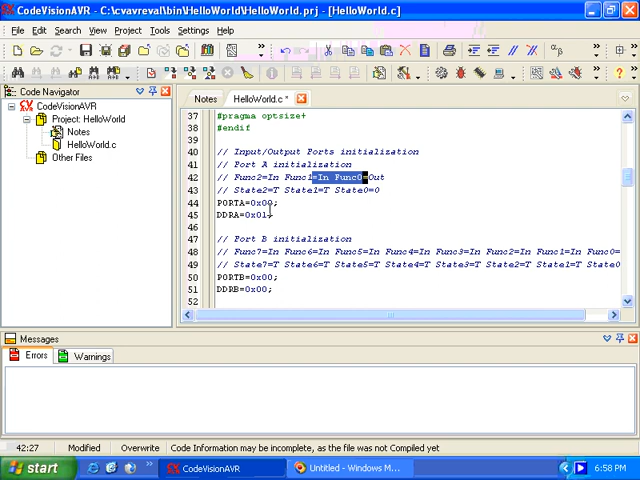 CodeVisionAVR - C:\cvavreval\bin\HelloWorld\HelloWorld.prj - [HelloWorld.c]
File Edit Search View Project Tools Settings Help
Code Navigator
CodeVisionAVR
Project: HelloWorld
Notes
HelloWorld.c
Other Files
Notes HelloWorld.c *
37 #pragma optsize+
38 #endif
39
40 // Input/Output Ports initialization
41 // Port A initialization
42 // Func2=In Func1=In Func0=Out
43 // State2=T State1=T State0=0
44 PORTA=0x00;
45 DDRA=0x01;
46
47 // Port B initialization
48 // Func7=In Func6=In Func5=In Func4=In Func3=In Func2=In Func1=In Func0=
49 // State7=T State6=T State5=T State4=T State3=T State2=T State1=T State0
50 PORTB=0x00;
51 DDRB=0x00;
52
Messages
Errors Warnings
42:27 Modified Overwrite Code Information may be incomplete, as the file was not Compiled yet
start CodeVisionAVR Untitled - Windows M... 6:58 PM